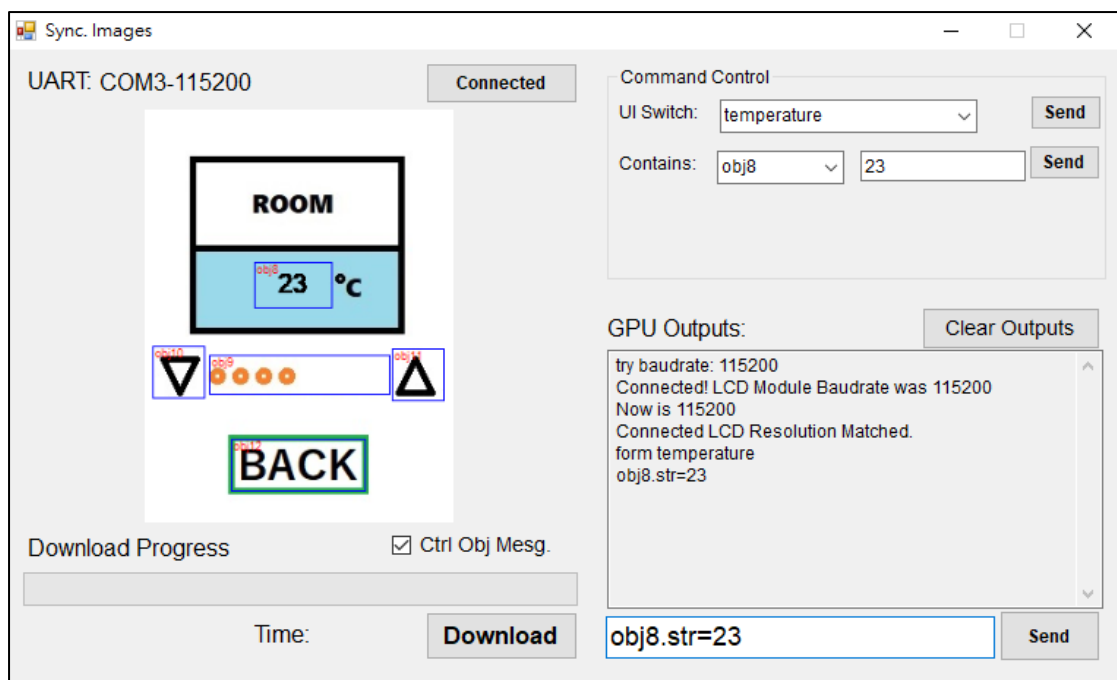 Sync. Images
UART: COM3-115200
Connected
ROOM
obj8
23 °C
obj10
obj9
obj11
obj12
BACK
Download Progress
Ctrl Obj Mesg.
Time:
Download
Command Control
UI Switch:
temperature
Send
Contains:
obj8
23
Send
GPU Outputs:
Clear Outputs
try baudrate: 115200
Connected! LCD Module Baudrate was 115200
Now is 115200
Connected LCD Resolution Matched.
form temperature
obj8.str=23
obj8.str=23
Send